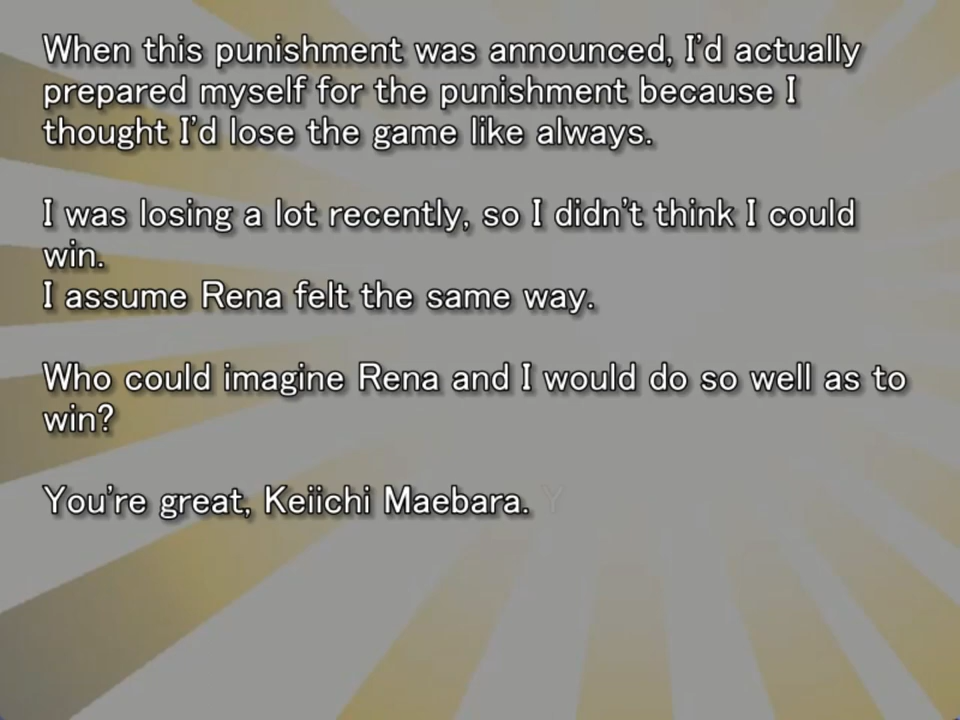 When this punishment was announced, I'd actually
prepared myself for the punishment because I
thought I'd lose the game like always.
I was losing a lot recently, so I didn't think I could
win.
I assume Rena felt the same way.
Who could imagine Rena and I would do so well as to
win?
You're great, Keiichi Maebara. Y